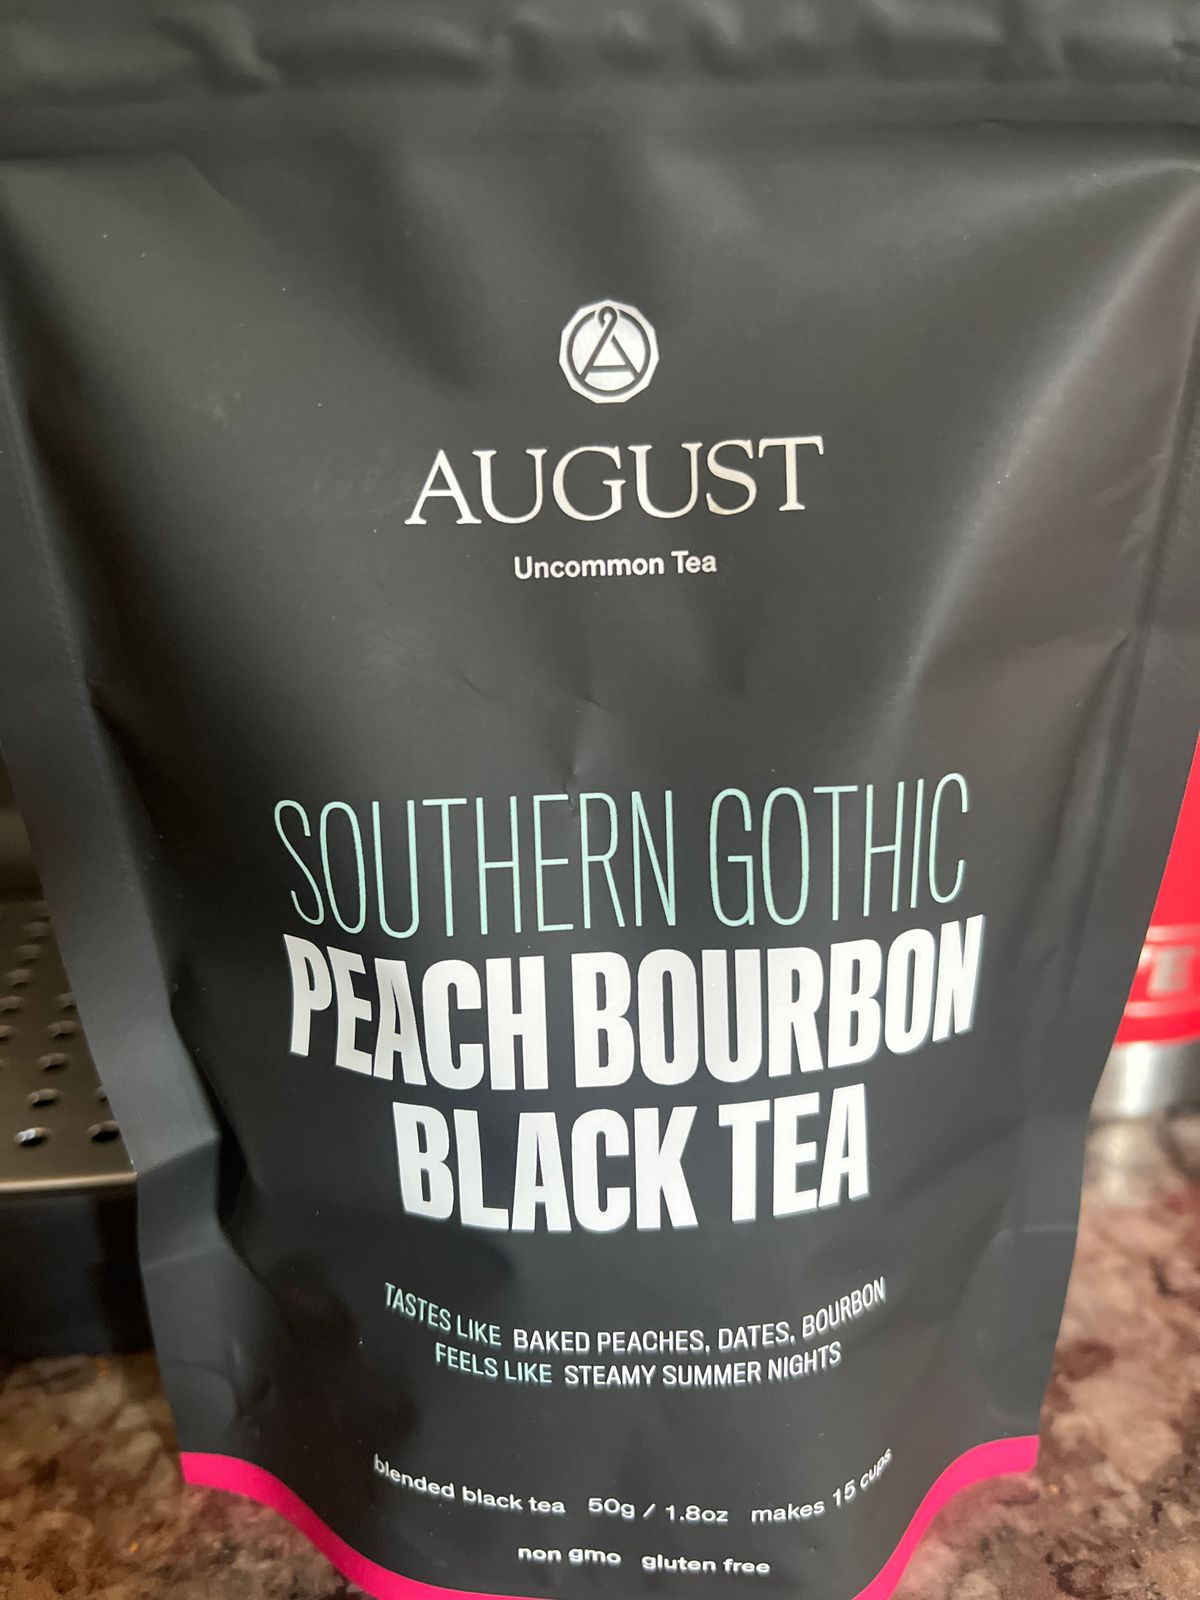 AUGUST
Uncommon Tea
SOUTHERN GOTHIC
PEACH BOURBON
BLACK TEA
TASTES LIKE BAKED PEACHES, DATES, BOURBON
FEELS LIKE STEAMY SUMMER NIGHTS
blended black tea 50g / 1.8oz makes 15 cups
non gmo gluten free